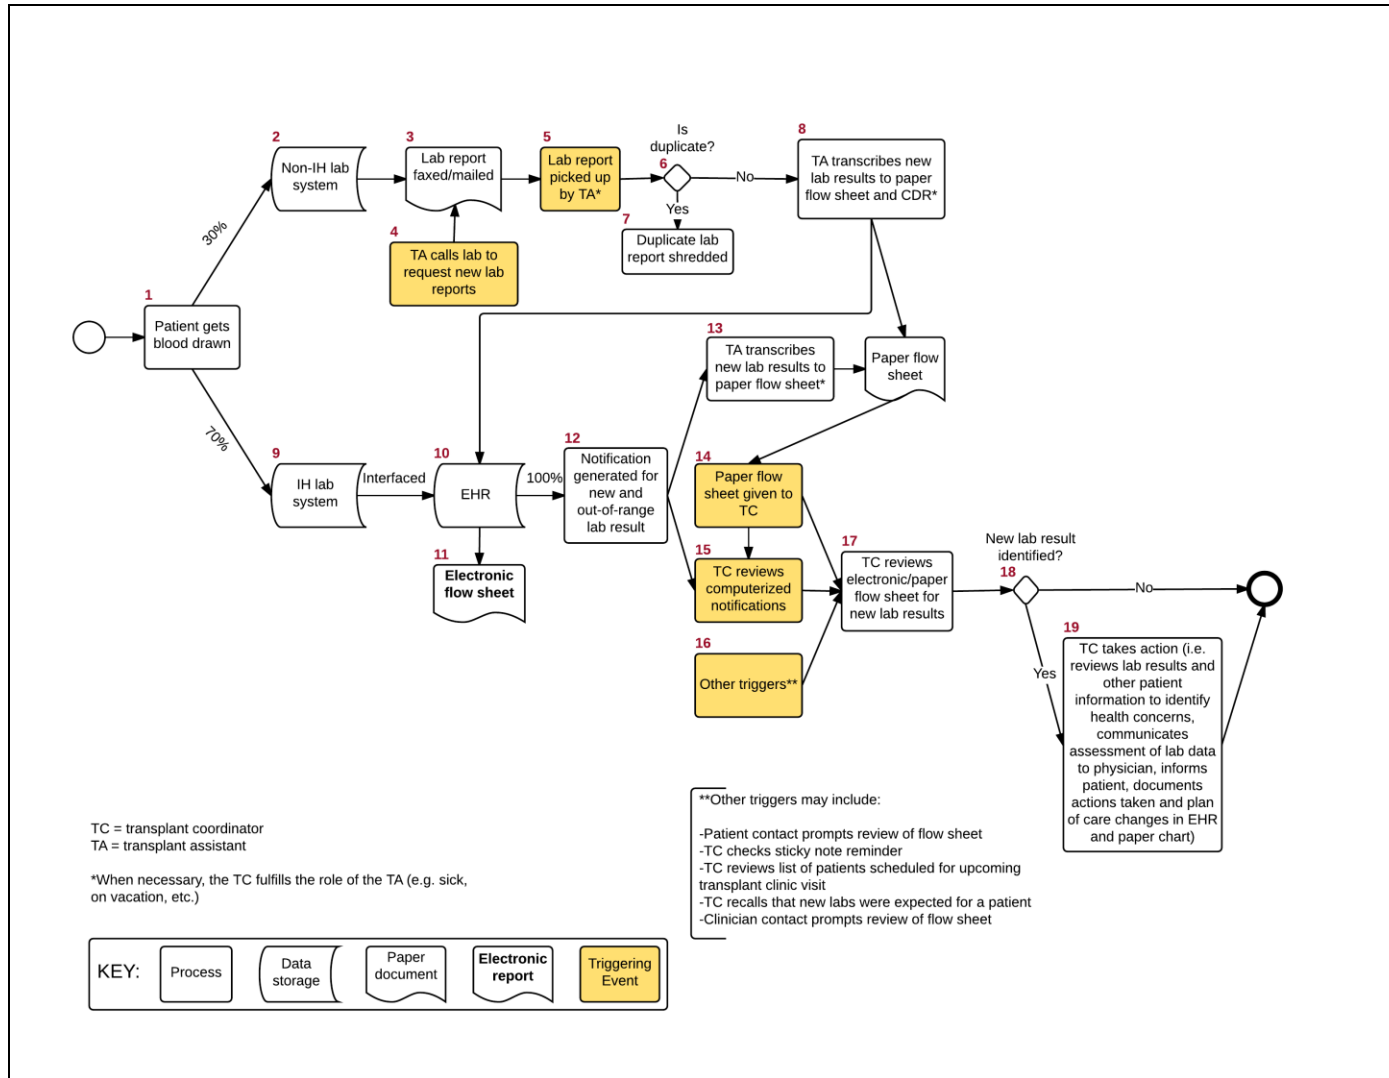 2
Non-IH lab
system
3
Lab report
faxed/mailed
4
TA calls lab to
request new lab
reports
5
Lab report
picked up
by TA*
Is
duplicate?
6
No
Yes
7
Duplicate lab
report shredded
8
TA transcribes new
lab results to paper
flow sheet and CDR*
30%
1
Patient gets
blood drawn
70%
9
IH lab
system
Interfaced
10
EHR
100%
11
Electronic
flow sheet
12
Notification
generated for
new and
out-of-range
lab result
13
TA transcribes
new lab results to
paper flow sheet*
Paper flow
sheet
14
Paper flow
sheet given to
TC
15
TC reviews
computerized
notifications
16
Other triggers**
17
TC reviews
electronic/paper
flow sheet for
new lab results
New lab result
identified?
18
No
Yes
19
TC takes action (i.e.
reviews lab results and
other patient
information to identify
health concerns,
communicates
assessment of lab data
to physician, informs
patient, documents
actions taken and plan
of care changes in EHR
and paper chart)
**Other triggers may include:
-Patient contact prompts review of flow sheet
-TC checks sticky note reminder
-TC reviews list of patients scheduled for upcoming
transplant clinic visit
-TC recalls that new labs were expected for a patient
-Clinician contact prompts review of flow sheet
TC = transplant coordinator
TA = transplant assistant
*When necessary, the TC fulfills the role of the TA (e.g. sick,
on vacation, etc.)
KEY:
Process
Data
storage
Paper
document
Electronic
report
Triggering
Event